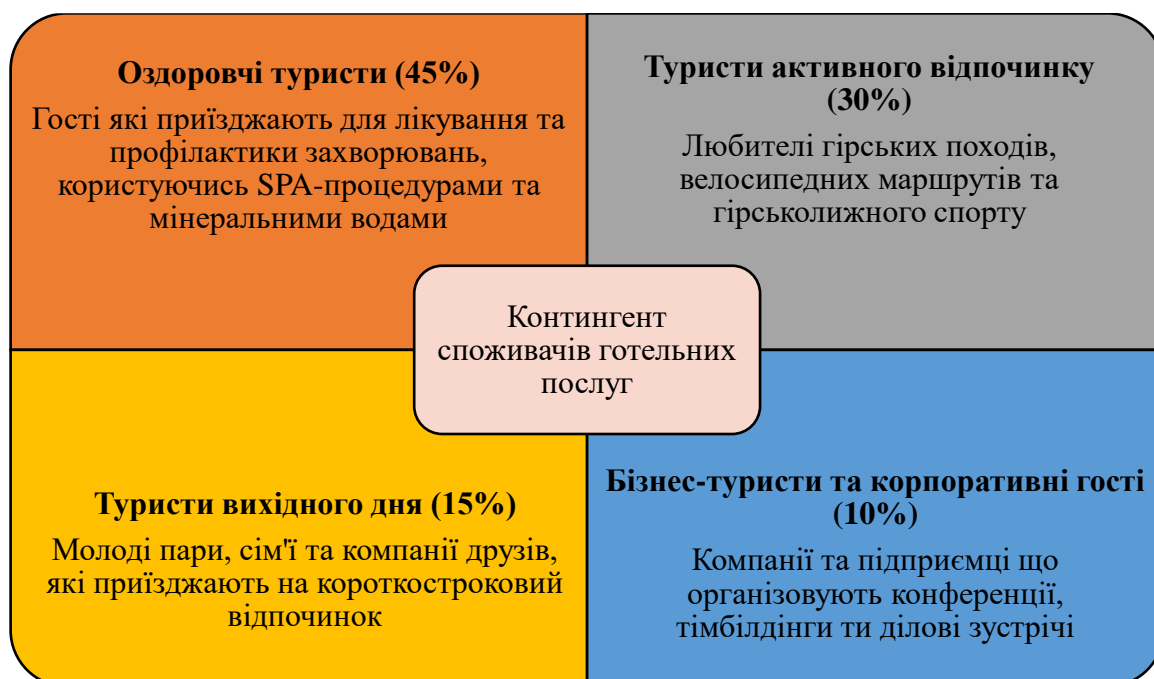 Оздоровчі туристи (45%)
Гості які приїзджають для лікування та
профілактики захворювань,
користуючись SPA-процедурами та
мінеральними водами
Туристи активного відпочинку
(30%)
Любителі гірських походів,
велосипедних маршрутів та
гірськолижного спорту
Контингент
споживачів готельних
послуг
Туристи вихідного дня (15%)
Молоді пари, сім'ї та компанії друзів,
які приїзджають на короткостроковий
відпочинок
Бізнес-туристи та корпоративні гості
(10%)
Компанії та підприємці що
організовують конференції,
тімбілдінги ти ділові зустрічі